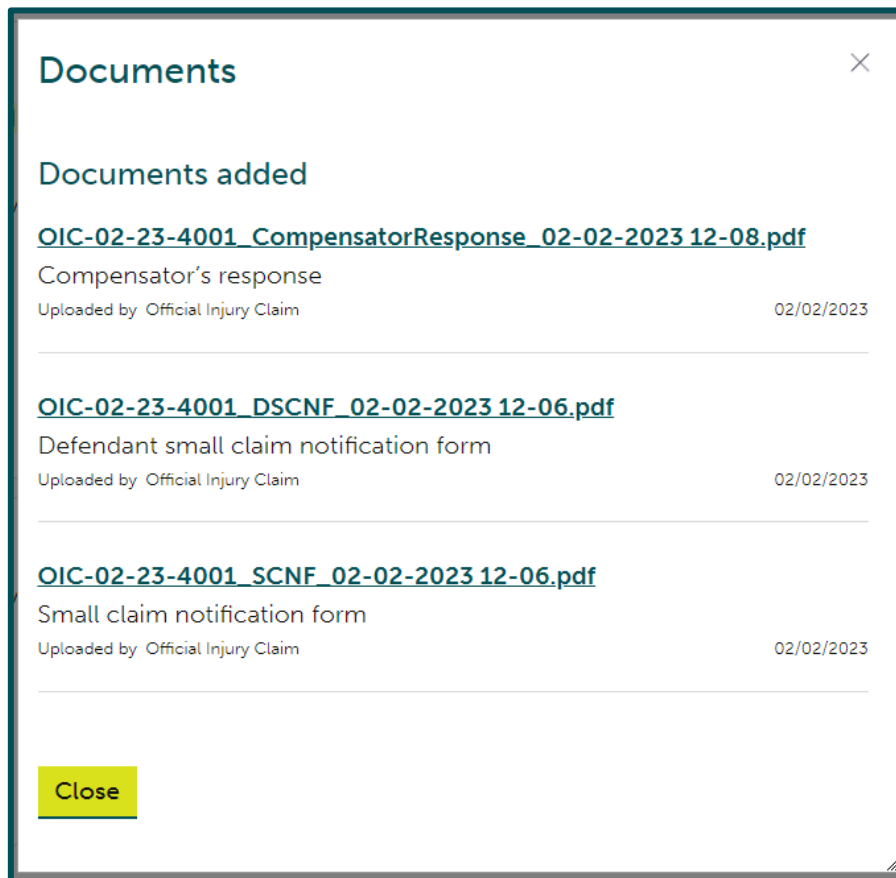 Documents
Documents added
OIC-02-23-4001_CompensatorResponse_02-02-2023 12-08.pdf
Compensator’s response
Uploaded by Official Injury Claim 02/02/2023
OIC-02-23-4001_DSCNF_02-02-2023 12-06.pdf
Defendant small claim notification form
Uploaded by Official Injury Claim 02/02/2023
OIC-02-23-4001_SCNF_02-02-2023 12-06.pdf
Small claim notification form
Uploaded by Official Injury Claim 02/02/2023
Close